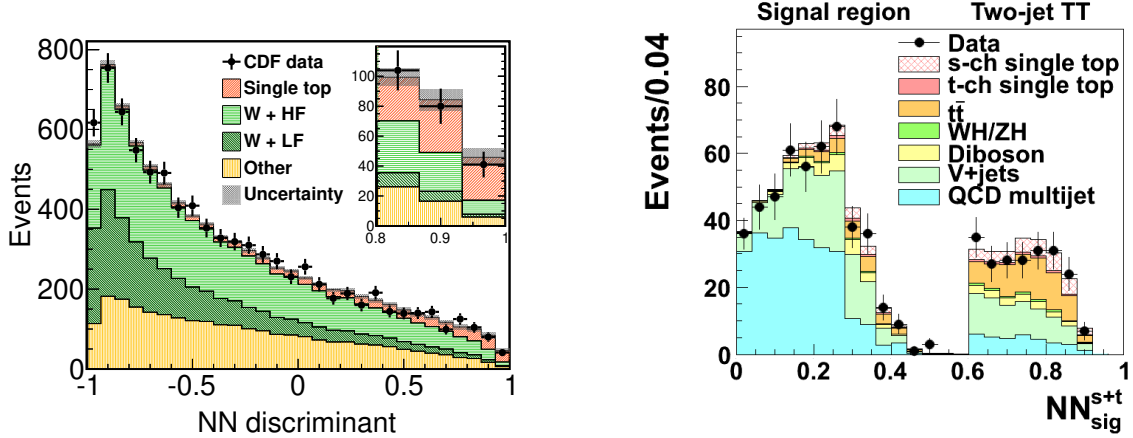 800
600
400
200
0
Events
-1
-0.5
0
0.5
1
NN discriminant
CDF data
Single top
W + HF
W + LF
Other
Uncertainty
100
80
60
40
20
0
0.8
0.9
1
Signal region
Two-jet TT
Events/0.04
80
60
40
20
0
0
0.2
0.4
0.6
0.8
1
NN s+t sig
Data
s-ch single top
t-ch single top
tt̄
WH/ZH
Diboson
V+jets
QCD multijet